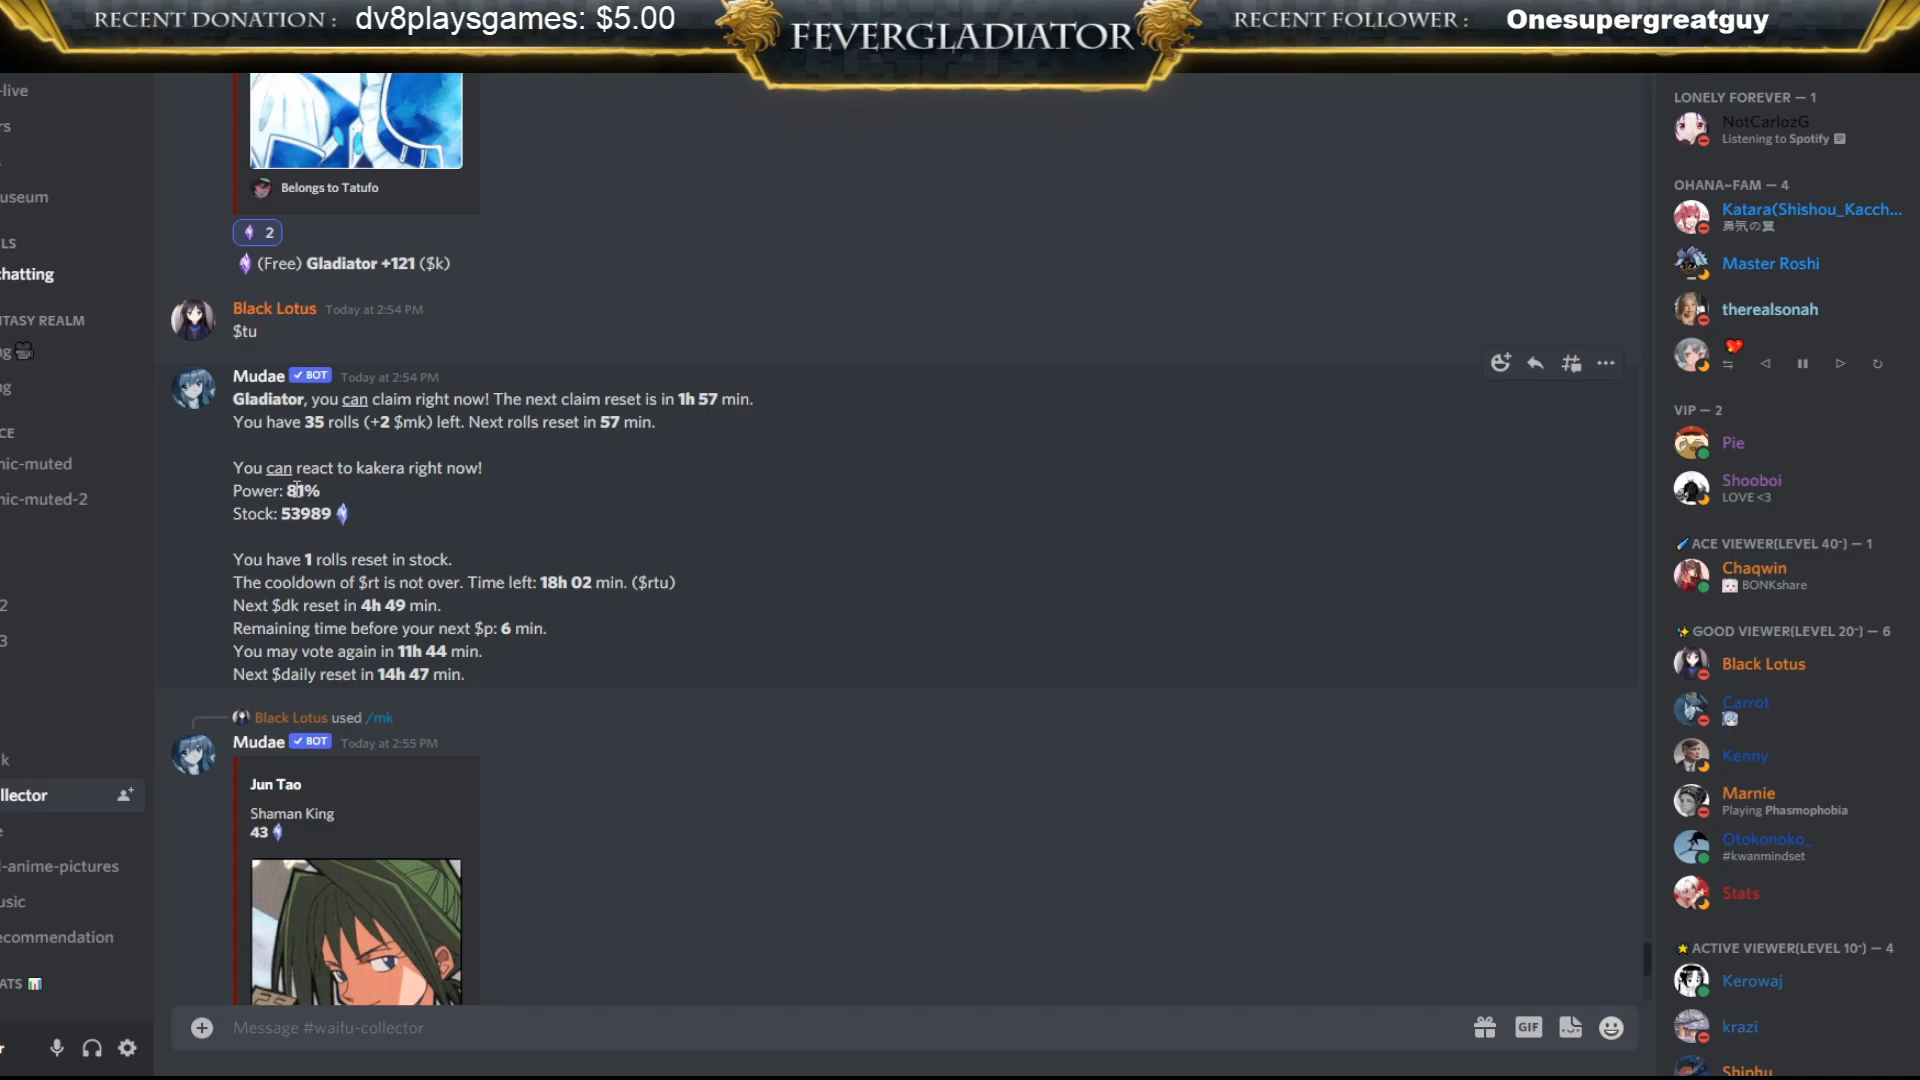 RECENT DONATION : dv8playsgames: $5.00
FEVERGLADIATOR
RECENT FOLLOWER : Onesupergreatguy
-live
rs
useum
LS
hatting
NTASY REALM
ng
ng
CE
nic-muted
nic-muted-2
2
3
k
llector
e
l-anime-pictures
usic
ecommendation
ATS
r
Belongs to Tatufo
2
(Free) Gladiator +121 ($k)
Black Lotus Today at 2:54 PM
$tu
Mudae ✓ BOT Today at 2:54 PM
Gladiator, you can claim right now! The next claim reset is in 1h 57 min.
You have 35 rolls (+2 $mk) left. Next rolls reset in 57 min.
You can react to kakera right now!
Power: 81%
Stock: 53989
You have 1 rolls reset in stock.
The cooldown of $rt is not over. Time left: 18h 02 min. ($rtu)
Next $dk reset in 4h 49 min.
Remaining time before your next $p: 6 min.
You may vote again in 11h 44 min.
Next $daily reset in 14h 47 min.
Black Lotus used /mk
Mudae ✓ BOT Today at 2:55 PM
Jun Tao
Shaman King
43
Message #waifu-collector
GIF
LONELY FOREVER — 1
NotCarlozG
Listening to Spotify
OHANA~FAM — 4
Katara(Shishou_Kacch...
勇気の翼
Master Roshi
therealsonah
VIP — 2
Pie
Shooboi
LOVE <3
ACE VIEWER(LEVEL 40-) — 1
Chaqwin
BONKshare
GOOD VIEWER(LEVEL 20-) — 6
Black Lotus
Carrot
Kenny
Marnie
Playing Phasmophobia
Otokonoko_
#kwanmindset
Stats
ACTIVE VIEWER(LEVEL 10-) — 4
Kerowaj
krazi
Shiphu